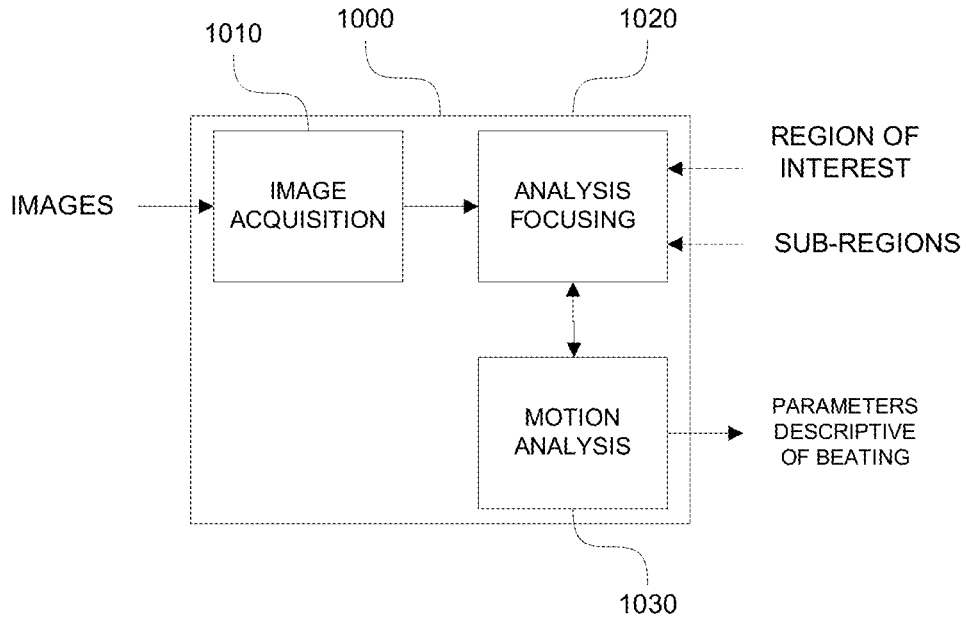 1010
1000
1020
IMAGES
IMAGE
ACQUISITION
ANALYSIS
FOCUSING
REGION OF
INTEREST
SUB-REGIONS
MOTION
ANALYSIS
PARAMETERS
DESCRIPTIVE
OF BEATING
1030